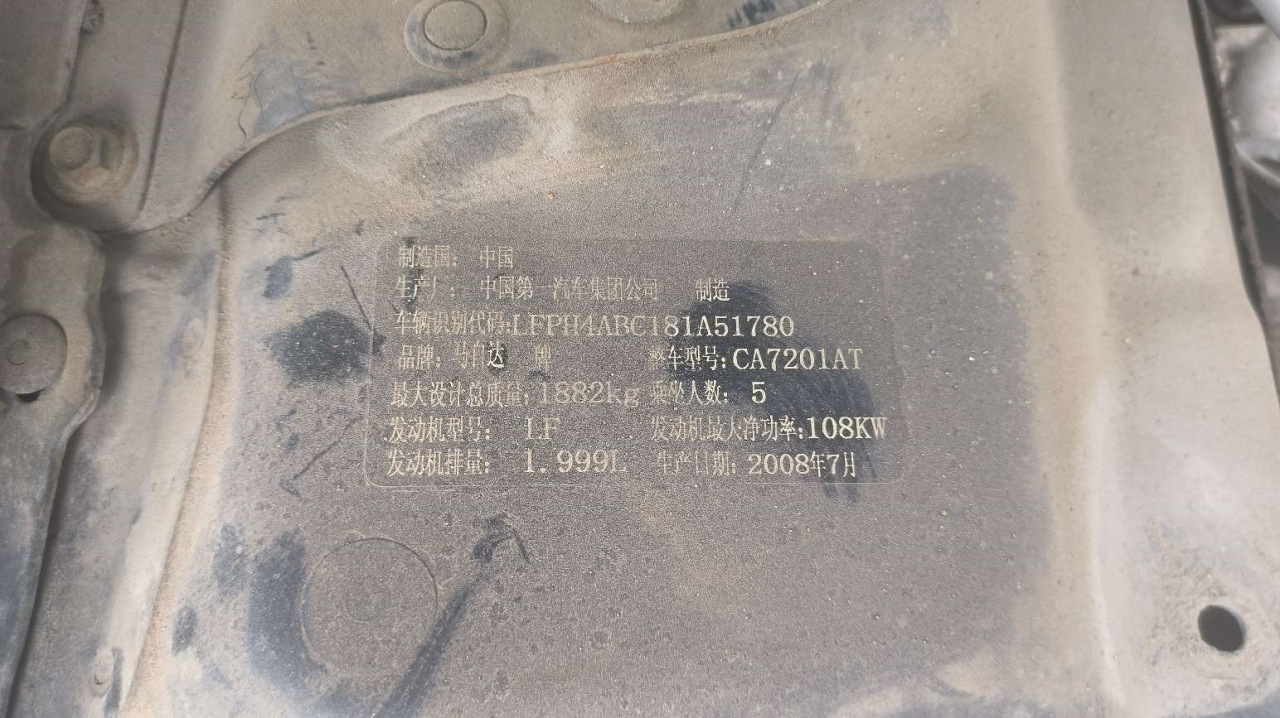 制造国： 中国
生产厂： 中国第一汽车集团公司 制造
车辆识别代码:LFPH4ABC181A51780
品牌：马自达 牌 整车型号:CA7201AT
最大设计总质量:1882kg 乘坐人数： 5
发动机型号： LF 发动机最大净功率:108KW
发动机排量： 1.999L 生产日期: 2008年7月